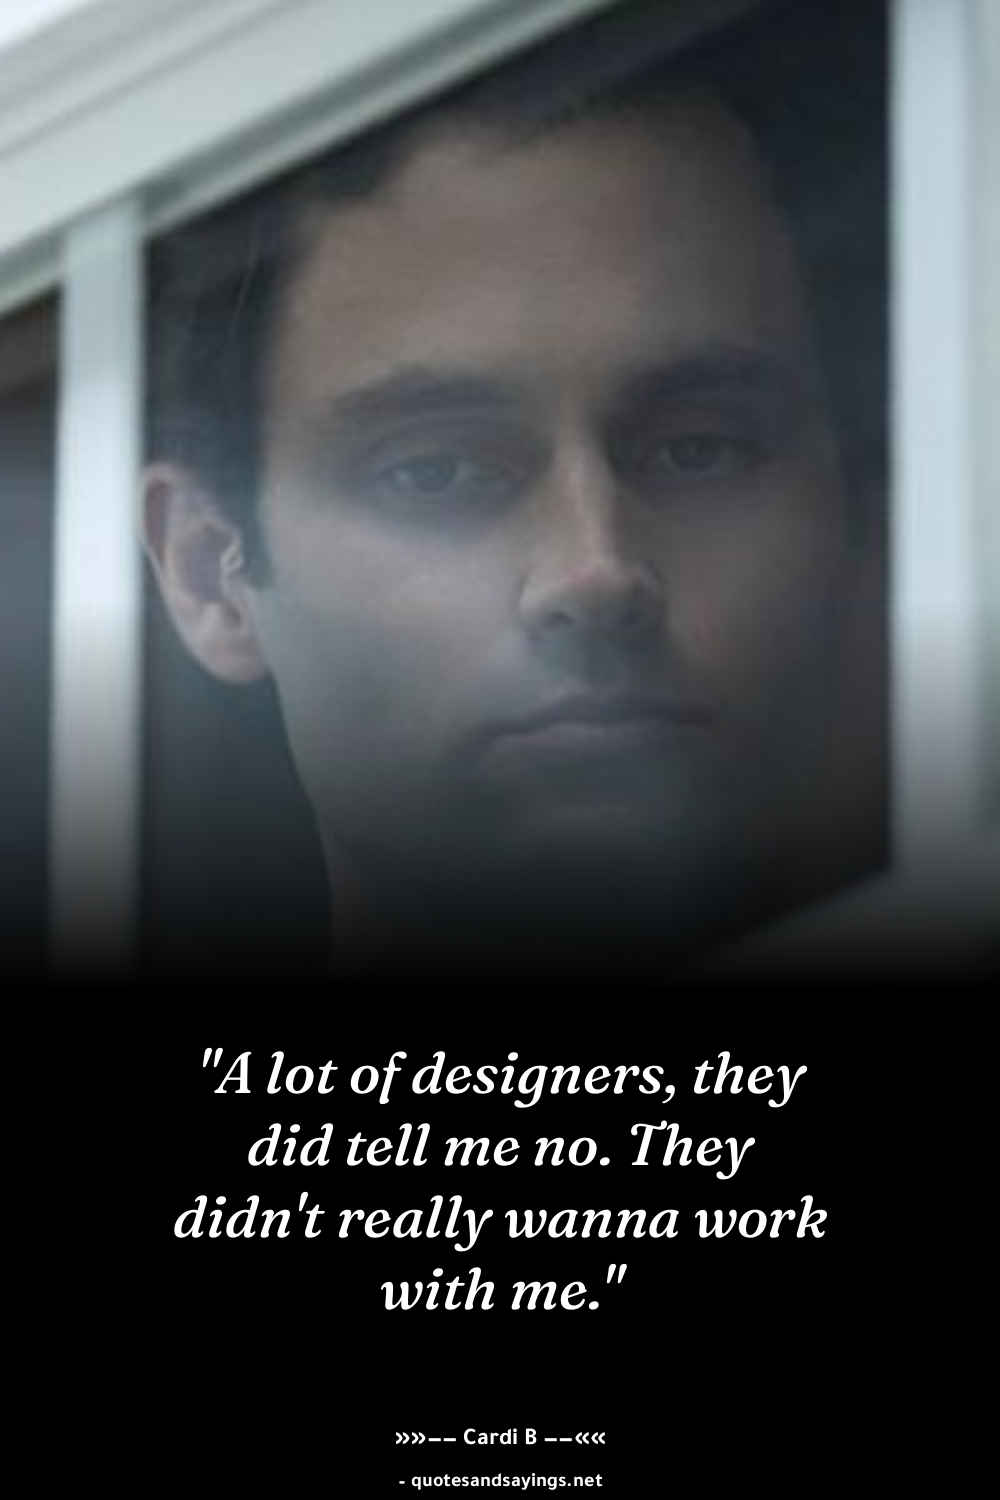 "A lot of designers, they
did tell me no. They
didn't really wanna work
with me."
»»−− Cardi B −−««
- quotesandsayings.net